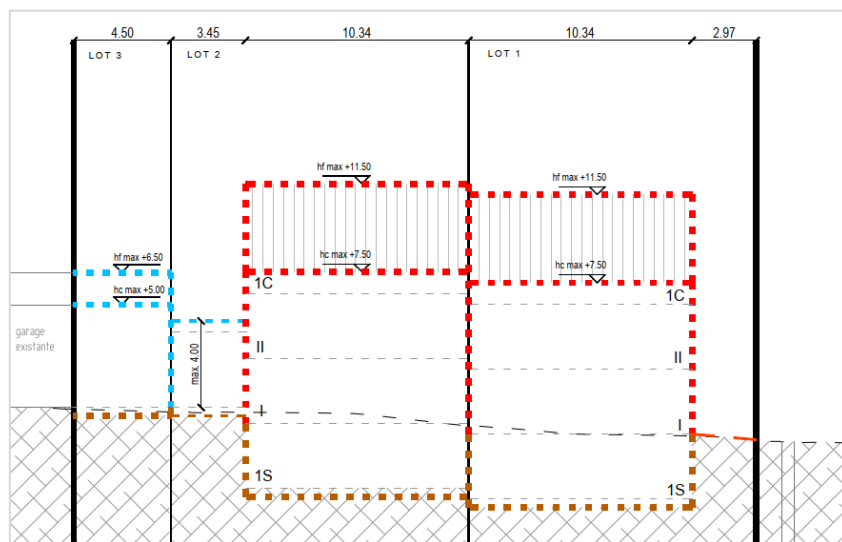 4.50 3.45 10.34 10.34 2.97
LOT 3 LOT 2 LOT 1
hf max +11.50 hf max +11.50
hf max +6.50 hc max +7.50 hc max +7.50
1C 1C
hc max +5.00
garage
existante
max. 4.00
II II
I I
1S 1S